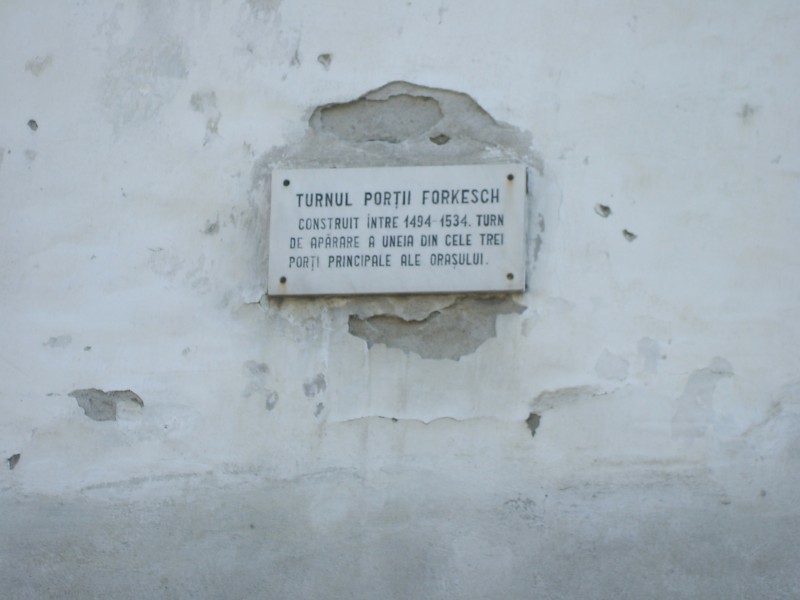 TURNUL PORȚII FORKESCH
CONSTRUIT ÎNTRE 1494-1534. TURN
DE APĂRARE A UNEIA DIN CELE TREI
PORȚI PRINCIPALE ALE ORAȘULUI.